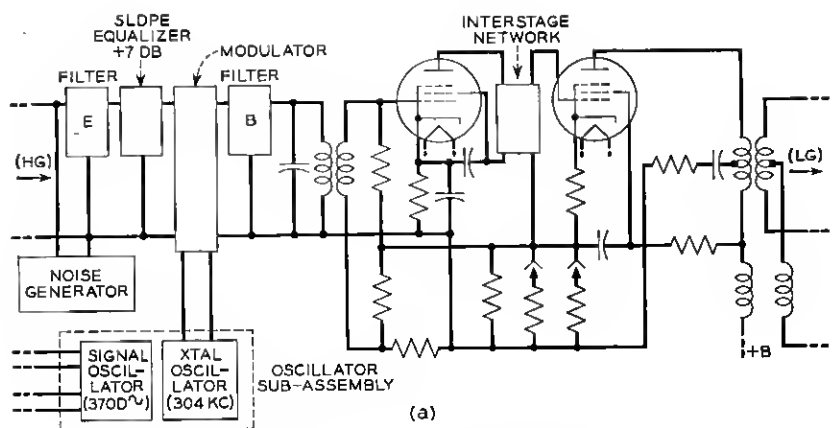 SLDPE
EQUALIZER
+7 DB
MODULATOR
INTERSTAGE
NETWORK
FILTER
FILTER
E
B
(HG)
(LG)
NOISE
GENERATOR
SIGNAL
OSCIL-
LATOR
(370D~)
XTAL
OSCIL-
LATOR
(304 KC)
OSCILLATOR
SUB-ASSEMBLY
+B
(a)